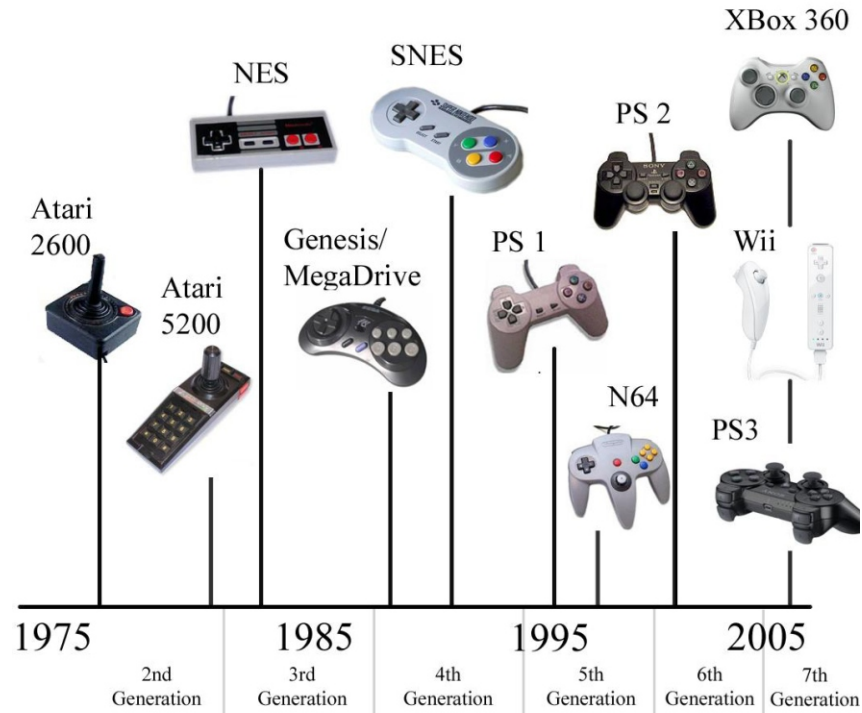 XBox 360
NES
SNES
PS 2
SONY
Atari
2600
Genesis/
MegaDrive
PS 1
Wii
Atari
5200
N64
PS3
1975
1985
1995
2005
2nd
Generation
3rd
Generation
4th
Generation
5th
Generation
6th
Generation
7th
Generation